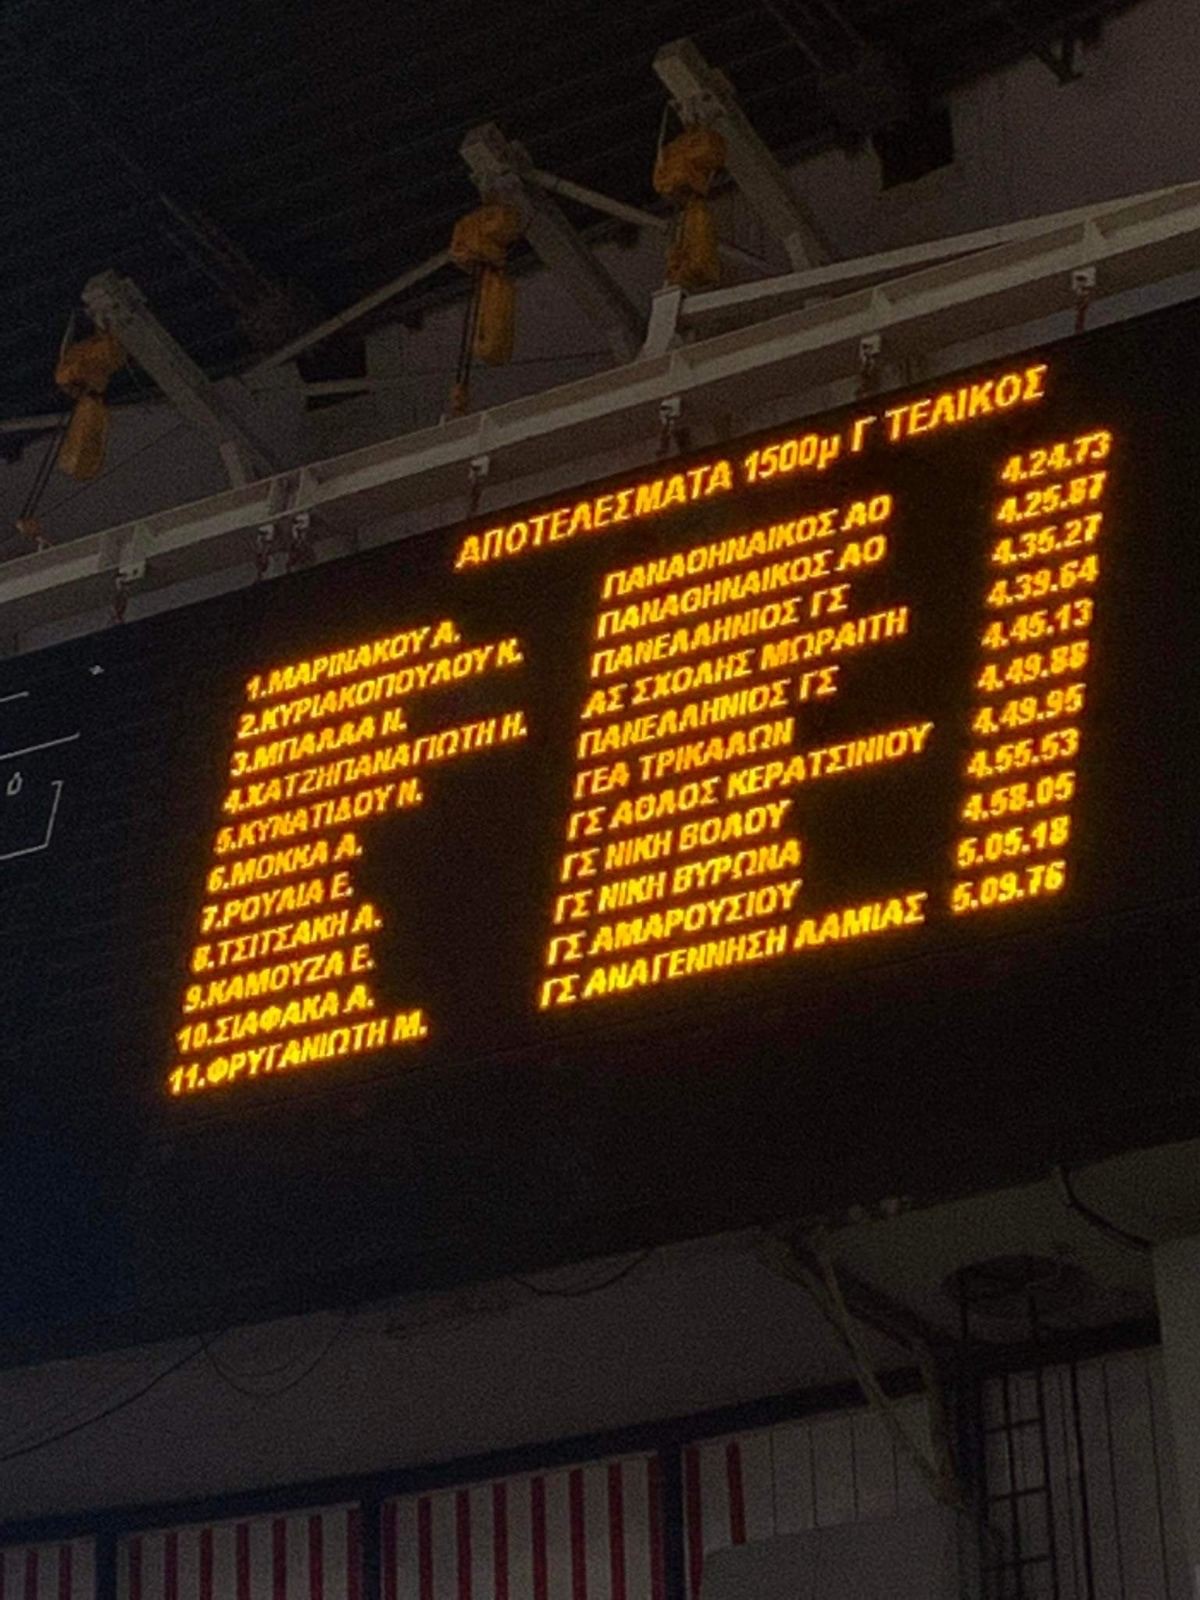 ΑΠΟΤΕΛΕΣΜΑΤΑ 1500μ Γ ΤΕΛΙΚΟΣ
1.ΜΑΡΙΝΑΚΟΥ Α. ΠΑΝΑΘΗΝΑΙΚΟΣ ΑΟ 4.24.73
2.ΚΥΡΙΑΚΟΠΟΥΛΟΥ Κ. ΠΑΝΑΘΗΝΑΙΚΟΣ ΑΟ 4.25.87
3.ΜΠΑΛΛΑ Ν. ΠΑΝΕΛΛΗΝΙΟΣ ΓΣ 4.35.27
4.ΧΑΤΖΗΠΑΝΑΓΙΩΤΗ Η. ΑΣ ΣΧΟΛΗΣ ΜΩΡΑΙΤΗ 4.39.64
5.ΚΥΝΑΤΙΔΟΥ Ν. ΠΑΝΕΛΛΗΝΙΟΣ ΓΣ 4.45.13
6.ΜΟΚΚΑ Α. ΓΕΑ ΤΡΙΚΑΛΩΝ 4.49.88
7.ΡΟΥΛΙΑ Ε. ΓΣ ΑΘΛΟΣ ΚΕΡΑΤΣΙΝΙΟΥ 4.49.95
8.ΤΣΙΤΣΑΚΗ Α. ΓΣ ΝΙΚΗ ΒΟΛΟΥ 4.55.53
9.ΚΑΜΟΥΖΑ Ε. ΓΣ ΝΙΚΗ ΒΥΡΩΝΑ 4.58.05
10.ΣΙΑΦΑΚΑ Α. ΓΣ ΑΜΑΡΟΥΣΙΟΥ 5.05.18
11.ΦΡΥΓΑΝΙΩΤΗ Μ. ΓΣ ΑΝΑΓΕΝΝΗΣΗ ΛΑΜΙΑΣ 5.09.76